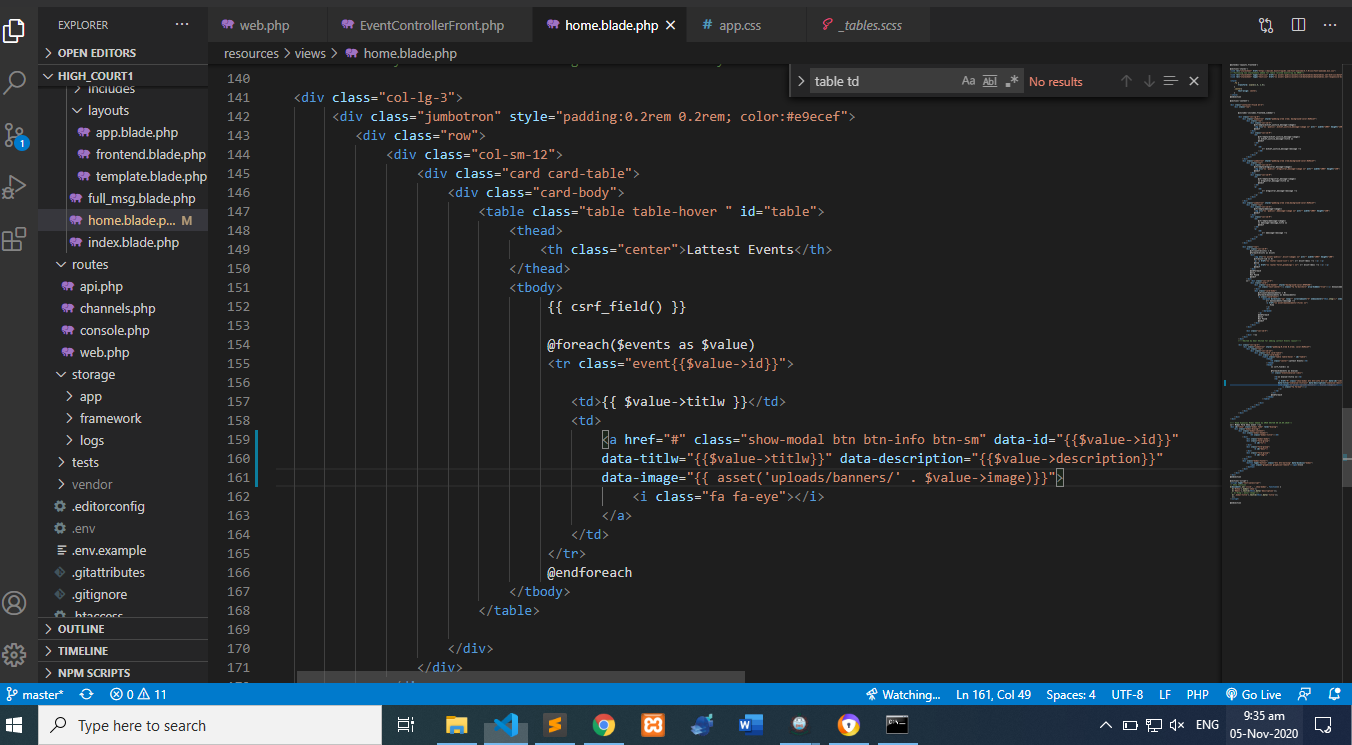 EXPLORER
OPEN EDITORS
HIGH_COURT1
includes
layouts
app.blade.php
frontend.blade.php
template.blade.php
full_msg.blade.php
home.blade.p... M
index.blade.php
routes
api.php
channels.php
console.php
web.php
storage
app
framework
logs
tests
vendor
.editorconfig
.env
.env.example
.gitattributes
.gitignore
.htaccess
OUTLINE
TIMELINE
NPM SCRIPTS
1
web.php
EventControllerFront.php
home.blade.php
# app.css
_tables.scss
resources > views > home.blade.php
table td
Aa Abl .*
No results
140
141 <div class="col-lg-3">
142 <div class="jumbotron" style="padding:0.2rem 0.2rem; color:#e9ecef">
143 <div class="row">
144 <div class="col-sm-12">
145 <div class="card card-table">
146 <div class="card-body">
147 <table class="table table-hover " id="table">
148 <thead>
149 <th class="center">Lattest Events</th>
150 </thead>
151 <tbody>
152 {{ csrf_field() }}
153
154 @foreach($events as $value)
155 <tr class="event{{$value->id}}">
156
157 <td>{{ $value->titlw }}</td>
158 <td>
159 <a href="#" class="show-modal btn btn-info btn-sm" data-id="{{$value->id}}"
160 data-titlw="{{$value->titlw}}" data-description="{{$value->description}}"
161 data-image="{{ asset('uploads/banners/' . $value->image)}}">
162 <i class="fa fa-eye"></i>
163 </a>
164 </td>
165 </tr>
166 @endforeach
167 </tbody>
168 </table>
169
170 </div>
171 </div>
master*
0
11
Watching...
Ln 161, Col 49
Spaces: 4
UTF-8
LF
PHP
Go Live
Type here to search
ENG
9:35 am
05-Nov-2020